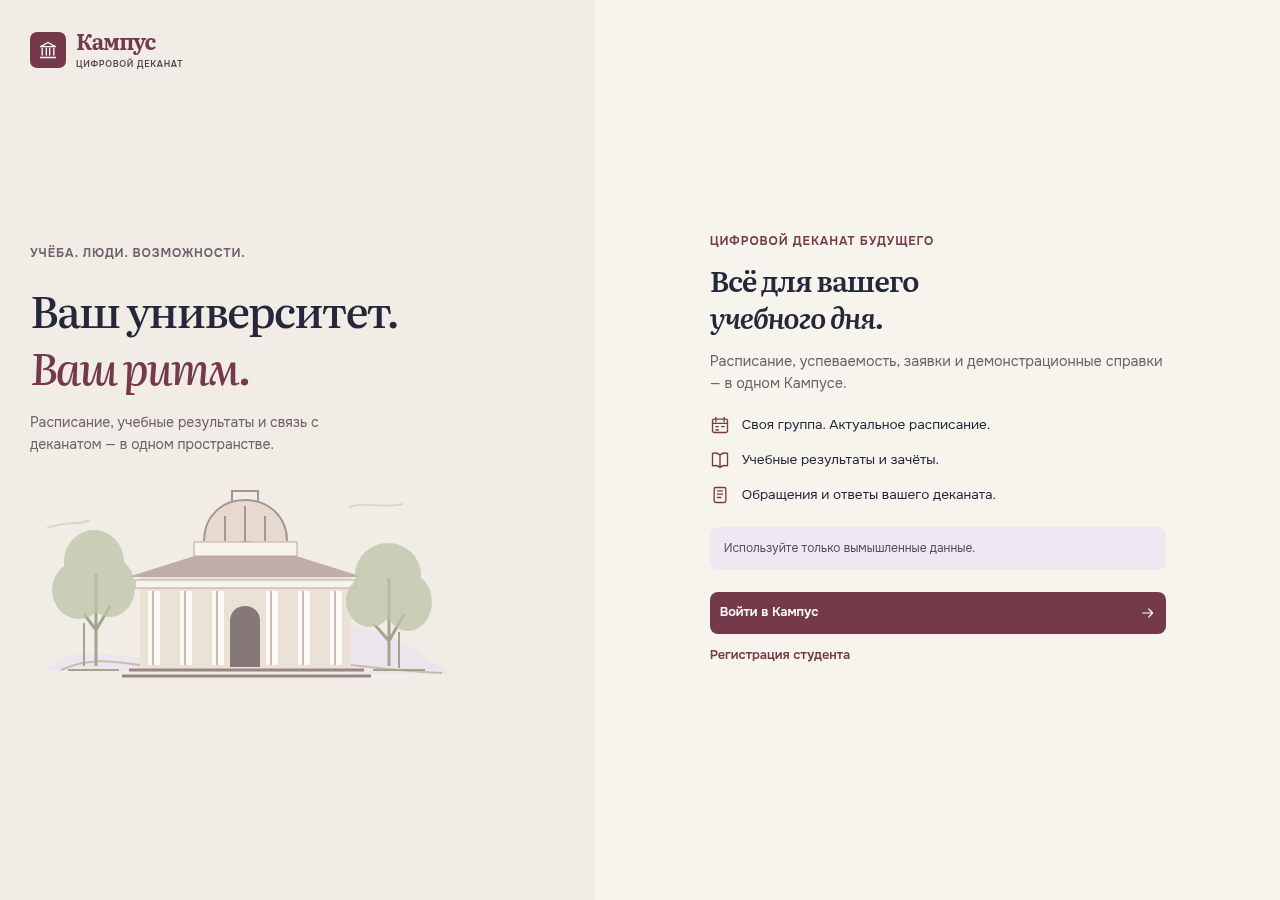 Кампус
ЦИФРОВОЙ ДЕКАНАТ
УЧЁБА. ЛЮДИ. ВОЗМОЖНОСТИ.
Ваш университет.
Ваш ритм.
Расписание, учебные результаты и связь с
деканатом — в одном пространстве.
ЦИФРОВОЙ ДЕКАНАТ БУДУЩЕГО
Всё для вашего
учебного дня.
Расписание, успеваемость, заявки и демонстрационные справки
— в одном Кампусе.
Своя группа. Актуальное расписание.
Учебные результаты и зачёты.
Обращения и ответы вашего деканата.
Используйте только вымышленные данные.
Войти в Кампус
Регистрация студента